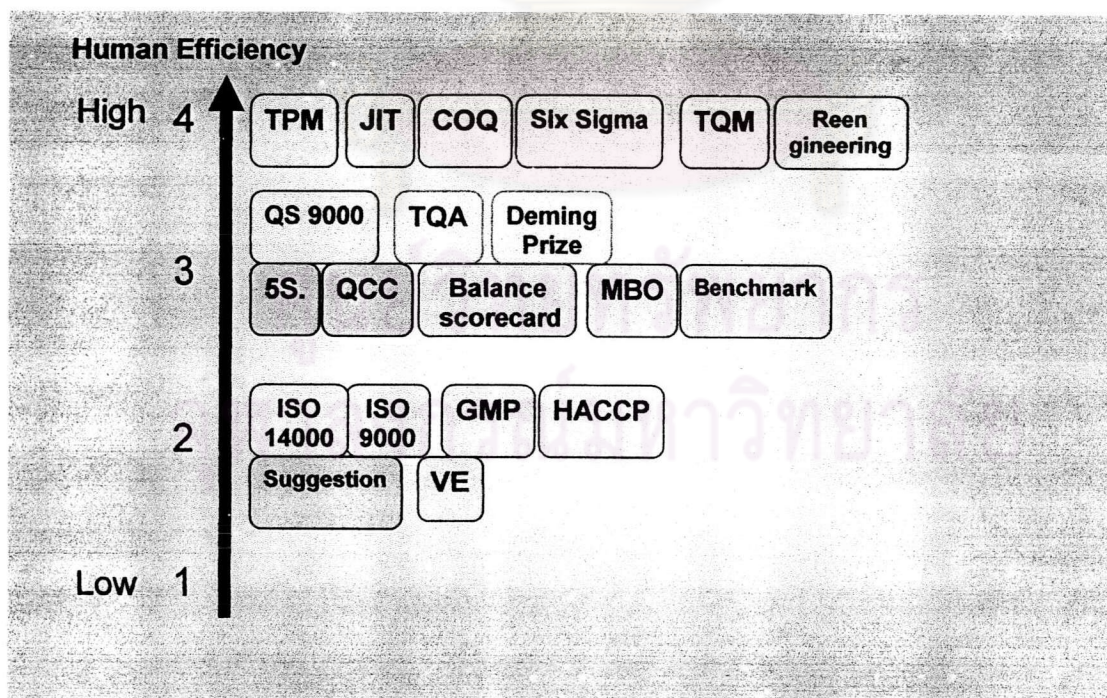 Human Efficiency
High 4 TPM JIT COQ Six Sigma TQM Reen
gineering
QS 9000 TQA Deming
Prize
3
5S. QCC Balance
scorecard MBO Benchmark
ISO
14000 ISO
9000 GMP HACCP
2
Suggestion VE
Low 1